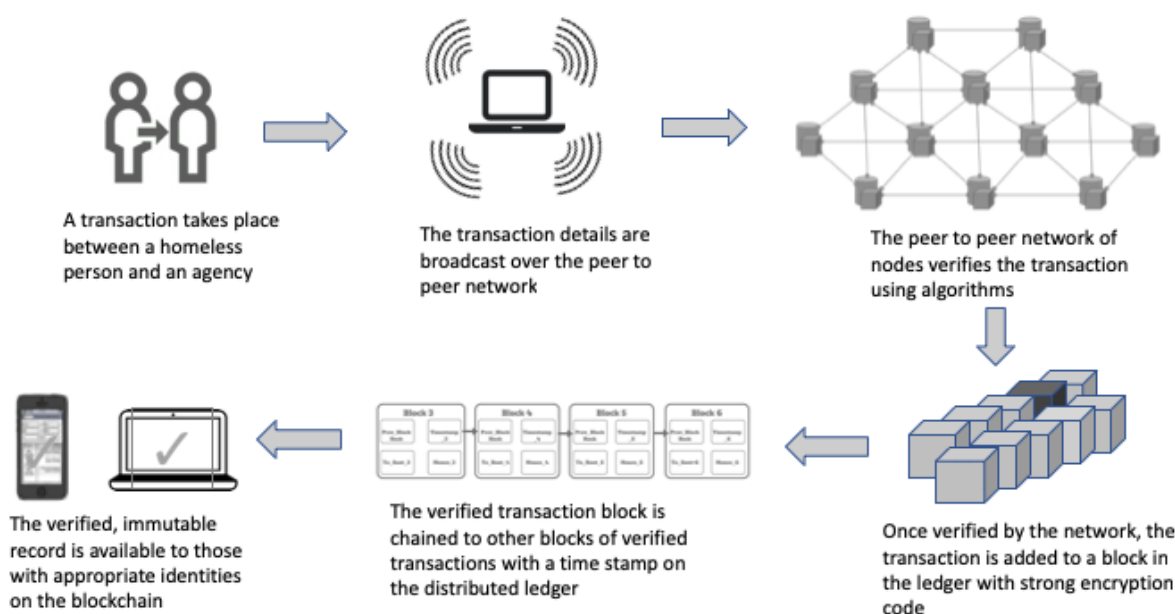 A transaction takes place
between a homeless
person and an agency
The transaction details are
broadcast over the peer to
peer network
The peer to peer network of
nodes verifies the transaction
using algorithms
Once verified by the network, the
transaction is added to a block in
the ledger with strong encryption
code
Block 3
Block 4
Block 5
Block 6
The verified transaction block is
chained to other blocks of verified
transactions with a time stamp on
the distributed ledger
The verified, immutable
record is available to those
with appropriate identities
on the blockchain